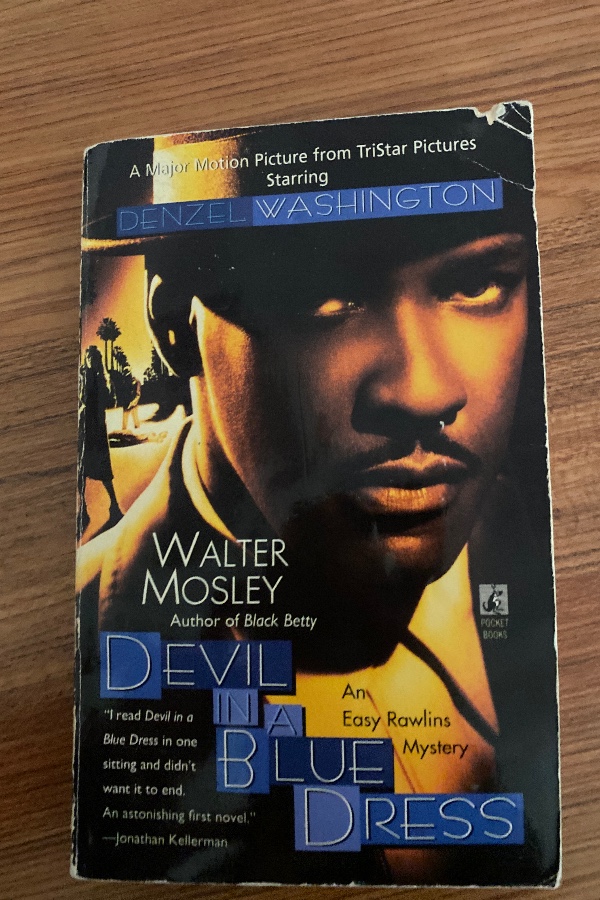 A Major Motion Picture from TriStar Pictures
Starring
DENZEL WASHINGTON
WALTER
MOSLEY
Author of Black Betty
POCKET
BOOKS
DEVIL
IN A
BLUE
DRESS
An
Easy Rawlins
Mystery
"I read Devil in a
Blue Dress in one
sitting and didn't
want it to end.
An astonishing first novel."
—Jonathan Kellerman